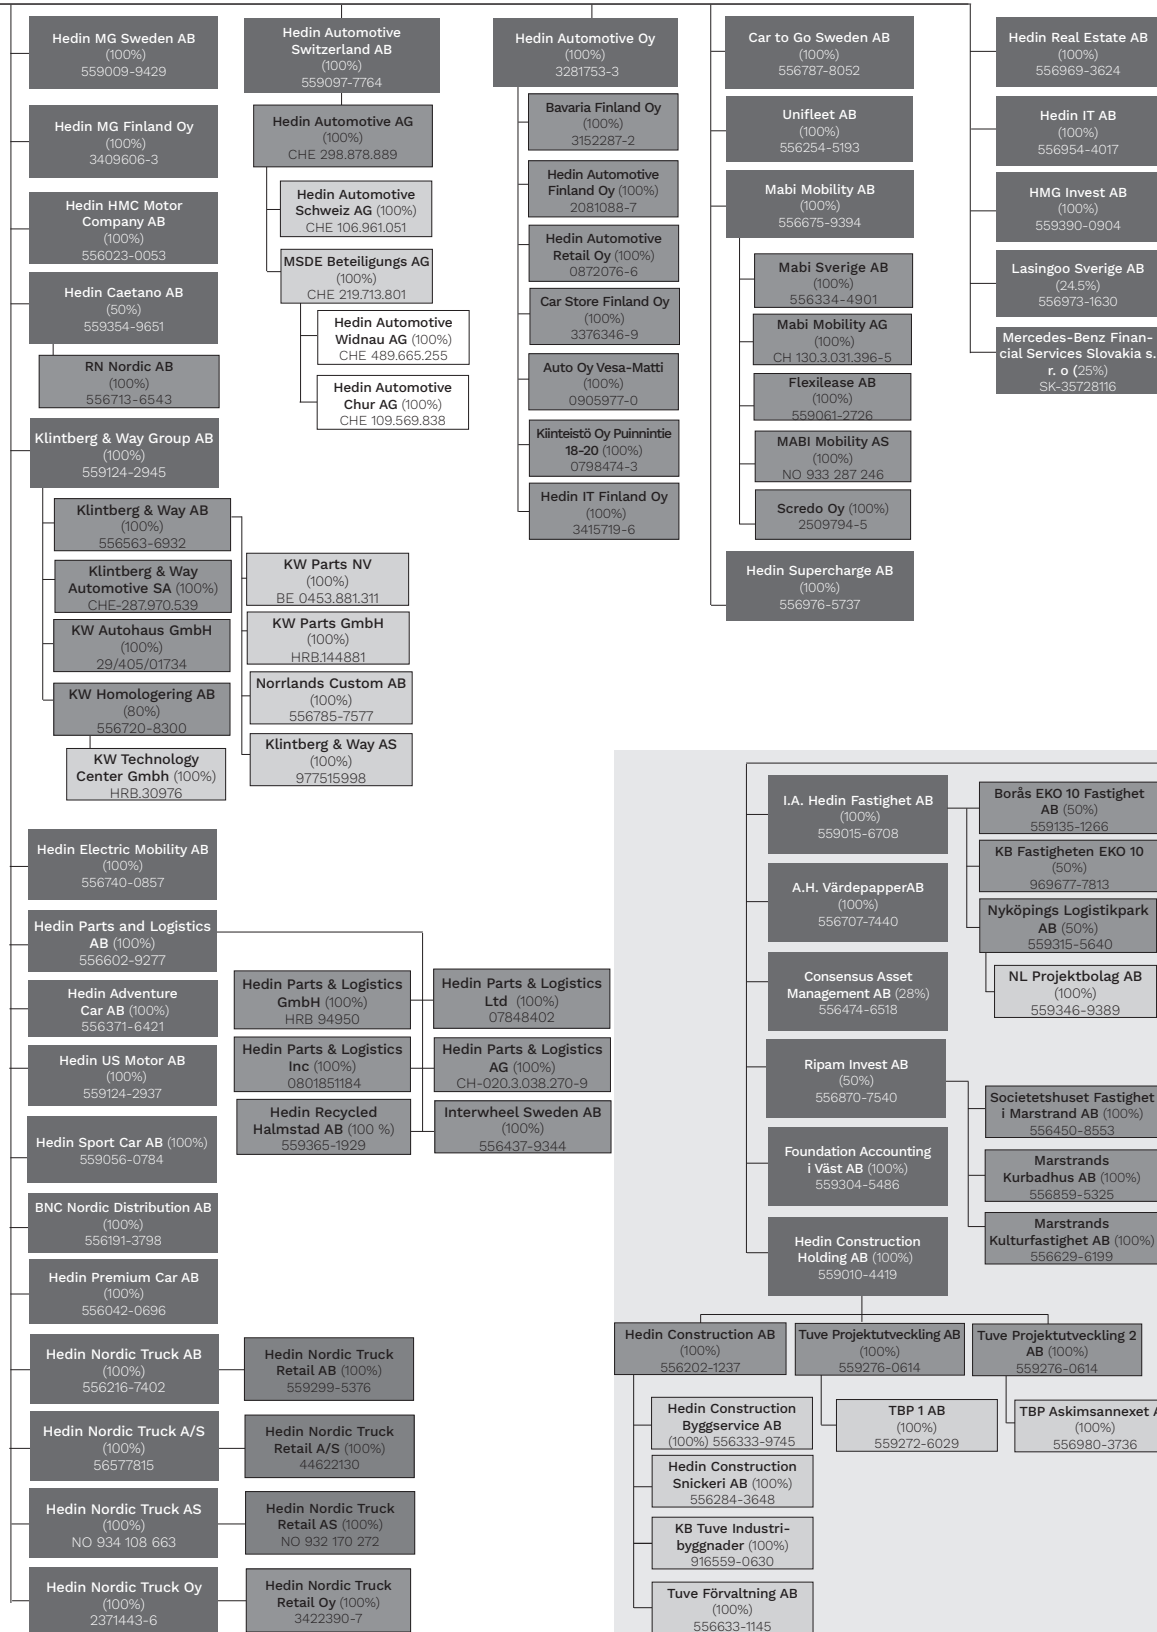 Hedin MG Sweden AB
(100%)
559009-9429
Hedin MG Finland Oy
(100%)
3409606-3
Hedin HMC Motor
Company AB
(100%)
556023-0053
Hedin Caetano AB
(50%)
559354-9651
RN Nordic AB
(100%)
556713-6543
Klintberg & Way Group AB
(100%)
559124-2945
Klintberg & Way AB
(100%)
556563-6932
Klintberg & Way
Automotive SA (100%)
CHE-287.970.539
KW Autohaus GmbH
(100%)
29/405/01734
KW Homologering AB
(80%)
556720-8300
KW Technology
Center Gmbh (100%)
HRB.30976
KW Parts NV
(100%)
BE 0453.881.311
KW Parts GmbH
(100%)
HRB.144881
Norrlands Custom AB
(100%)
556785-7577
Klintberg & Way AS
(100%)
977515998
Hedin Automotive
Switzerland AB
(100%)
559097-7764
Hedin Automotive AG
(100%)
CHE 298.878.889
Hedin Automotive
Schweiz AG (100%)
CHE 106.961.051
MSDE Beteiligungs AG
(100%)
CHE 219.713.801
Hedin Automotive
Widnau AG (100%)
CHE 489.665.255
Hedin Automotive
Chur AG (100%)
CHE 109.569.838
Hedin Automotive Oy
(100%)
3281753-3
Bavaria Finland Oy
(100%)
3152287-2
Hedin Automotive
Finland Oy (100%)
2081088-7
Hedin Automotive
Retail Oy (100%)
0872076-6
Car Store Finland Oy
(100%)
3376346-9
Auto Oy Vesa-Matti
(100%)
0905977-0
Kiinteistö Oy Puinnintie
18-20 (100%)
0798474-3
Hedin IT Finland Oy
(100%)
3415719-6
Car to Go Sweden AB
(100%)
556787-8052
Unifleet AB
(100%)
556254-5193
Mabi Mobility AB
(100%)
556675-9394
Mabi Sverige AB
(100%)
556334-4901
Mabi Mobility AG
(100%)
CH 130.3.031.396-5
Flexilease AB
(100%)
559061-2726
MABI Mobility AS
(100%)
NO 933 287 246
Scredo Oy (100%)
2509794-5
Hedin Supercharge AB
(100%)
556976-5737
Hedin Real Estate AB
(100%)
556969-3624
Hedin IT AB
(100%)
556954-4017
HMG Invest AB
(100%)
559390-0904
Lasingoo Sverige AB
(24.5%)
556973-1630
Mercedes-Benz Finan-
cial Services Slovakia s.
r. o (25%)
SK-35728116
Hedin Electric Mobility AB
(100%)
556740-0857
Hedin Parts and Logistics
AB (100%)
556602-9277
Hedin Adventure
Car AB (100%)
556371-6421
Hedin US Motor AB
(100%)
559124-2937
Hedin Sport Car AB (100%)
559056-0784
BNC Nordic Distribution AB
(100%)
556191-3798
Hedin Premium Car AB
(100%)
556042-0696
Hedin Nordic Truck AB
(100%)
556216-7402
Hedin Nordic Truck A/S
(100%)
56577815
Hedin Nordic Truck AS
(100%)
NO 934 108 663
Hedin Nordic Truck Oy
(100%)
2371443-6
Hedin Parts & Logistics
GmbH (100%)
HRB 94950
Hedin Parts & Logistics
Ltd (100%)
07848402
Hedin Parts & Logistics
Inc (100%)
0801851184
Hedin Parts & Logistics
AG (100%)
CH-020.3.038.270-9
Hedin Recycled
Halmstad AB (100 %)
559365-1929
Interwheel Sweden AB
(100%)
556437-9344
Hedin Nordic Truck
Retail AB (100%)
559299-5376
Hedin Nordic Truck
Retail A/S (100%)
44622130
Hedin Nordic Truck
Retail AS (100%)
NO 932 170 272
Hedin Nordic Truck
Retail Oy (100%)
3422390-7
I.A. Hedin Fastighet AB
(100%)
559015-6708
A.H. VärdepapperAB
(100%)
556707-7440
Consensus Asset
Management AB (28%)
556474-6518
Ripam Invest AB
(50%)
556870-7540
Foundation Accounting
i Väst AB (100%)
559304-5486
Hedin Construction
Holding AB (100%)
559010-4419
Borås EKO 10 Fastighet
AB (50%)
559135-1266
KB Fastigheten EKO 10
(50%)
969677-7813
Nyköpings Logistikpark
AB (50%)
559315-5640
NL Projektbolag AB
(100%)
559346-9389
Societetshuset Fastighet
i Marstrand AB (100%)
556450-8553
Marstrands
Kurbadhus AB (100%)
556859-5325
Marstrands
Kulturfastighet AB (100%)
556629-6199
Hedin Construction AB
(100%)
556202-1237
Tuve Projektutveckling AB
(100%)
559276-0614
Tuve Projektutveckling 2
AB (100%)
559276-0614
Hedin Construction
Byggservice AB
(100%) 556333-9745
Hedin Construction
Snickeri AB (100%)
556284-3648
KB Tuve Industri-
byggnader (100%)
916559-0630
Tuve Förvaltning AB
(100%)
556633-1145
TBP 1 AB
(100%)
559272-6029
TBP Askimsannexet
(100%)
556980-3736